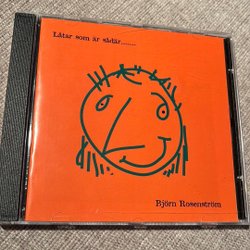 Låtar som är sådär.......
Björn Rosenström